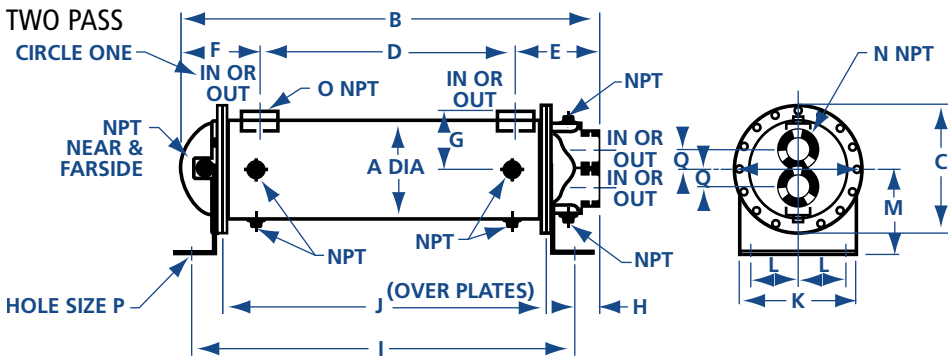 TWO PASS
B
CIRCLE ONE
F
D
E
IN OR
OUT
O NPT
IN OR
OUT
NPT
N NPT
NPT
NEAR &
FARSIDE
A DIA
G
IN OR
OUT
Q
IN OR
OUT
Q
C
M
NPT
NPT
NPT
L
L
K
HOLE SIZE P
J
(OVER PLATES)
H
I